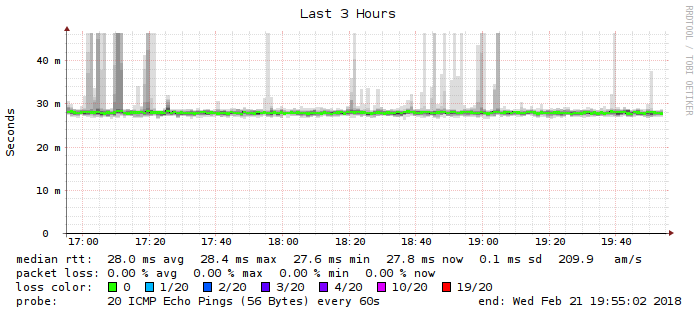 Last 3 Hours
RRDTOOL / TOBI OETIKER
Seconds
40 m
30 m
20 m
10 m
0
17:00 17:20 17:40 18:00 18:20 18:40 19:00 19:20 19:40
median rtt: 28.0 ms avg 28.4 ms max 27.6 ms min 27.8 ms now 0.1 ms sd 209.9 am/s
packet loss: 0.00 % avg 0.00 % max 0.00 % min 0.00 % now
loss color: 0 1/20 2/20 3/20 4/20 10/20 19/20
probe: 20 ICMP Echo Pings (56 Bytes) every 60s end: Wed Feb 21 19:55:02 2018